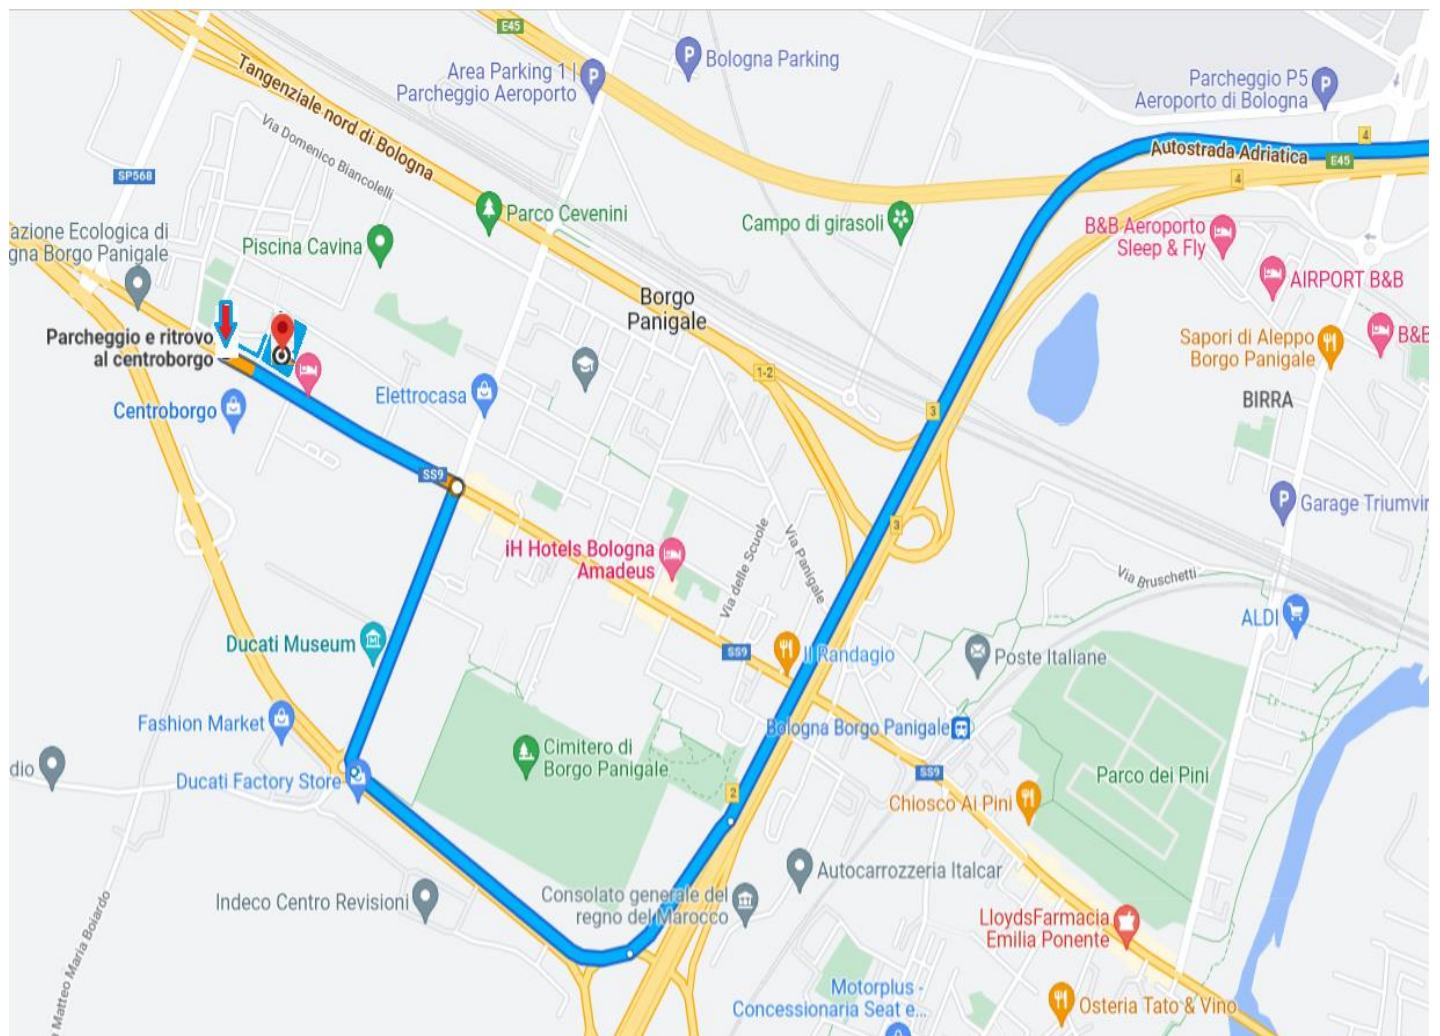 E45
Bologna Parking
Area Parking 1 |
Parcheggio Aeroporto
Parcheggio P5
Aeroporto di Bologna
Tangenziale nord di Bologna
Via Domenico Biancolelli
4
Autostrada Adriatica
E45
4
SP568
Parco Cevenini
Campo di girasoli
B&B Aeroporto
Sleep & Fly
azione Ecologica di
gna Borgo Panigale
Piscina Cavina
AIRPORT B&B
Borgo
Panigale
Parcheggio e ritrovo
al centroborgo
Sapori di Aleppo
Borgo Panigale
B&B
1-2
Elettrocasa
BIRRA
Centroborgo
3
SS9
Garage Triumvir
3
iH Hotels Bologna
Amadeus
Via delle Scuole
Via Panigale
Via Bruschetti
ALDI
Ducati Museum
SS9
Il Randagio
Poste Italiane
Fashion Market
Bologna Borgo Panigale
Cimitero di
Borgo Panigale
dio
Ducati Factory Store
SS9
Parco dei Pini
2
Chiosco Ai Pini
Autocarrozzeria Italcar
Indeco Centro Revisioni
Consolato generale del
regno del Marocco
LloydsFarmacia
Emilia Ponente
Matteo Maria Boiardo
Motorplus -
Concessionaria Seat e...
Osteria Tato & Vino